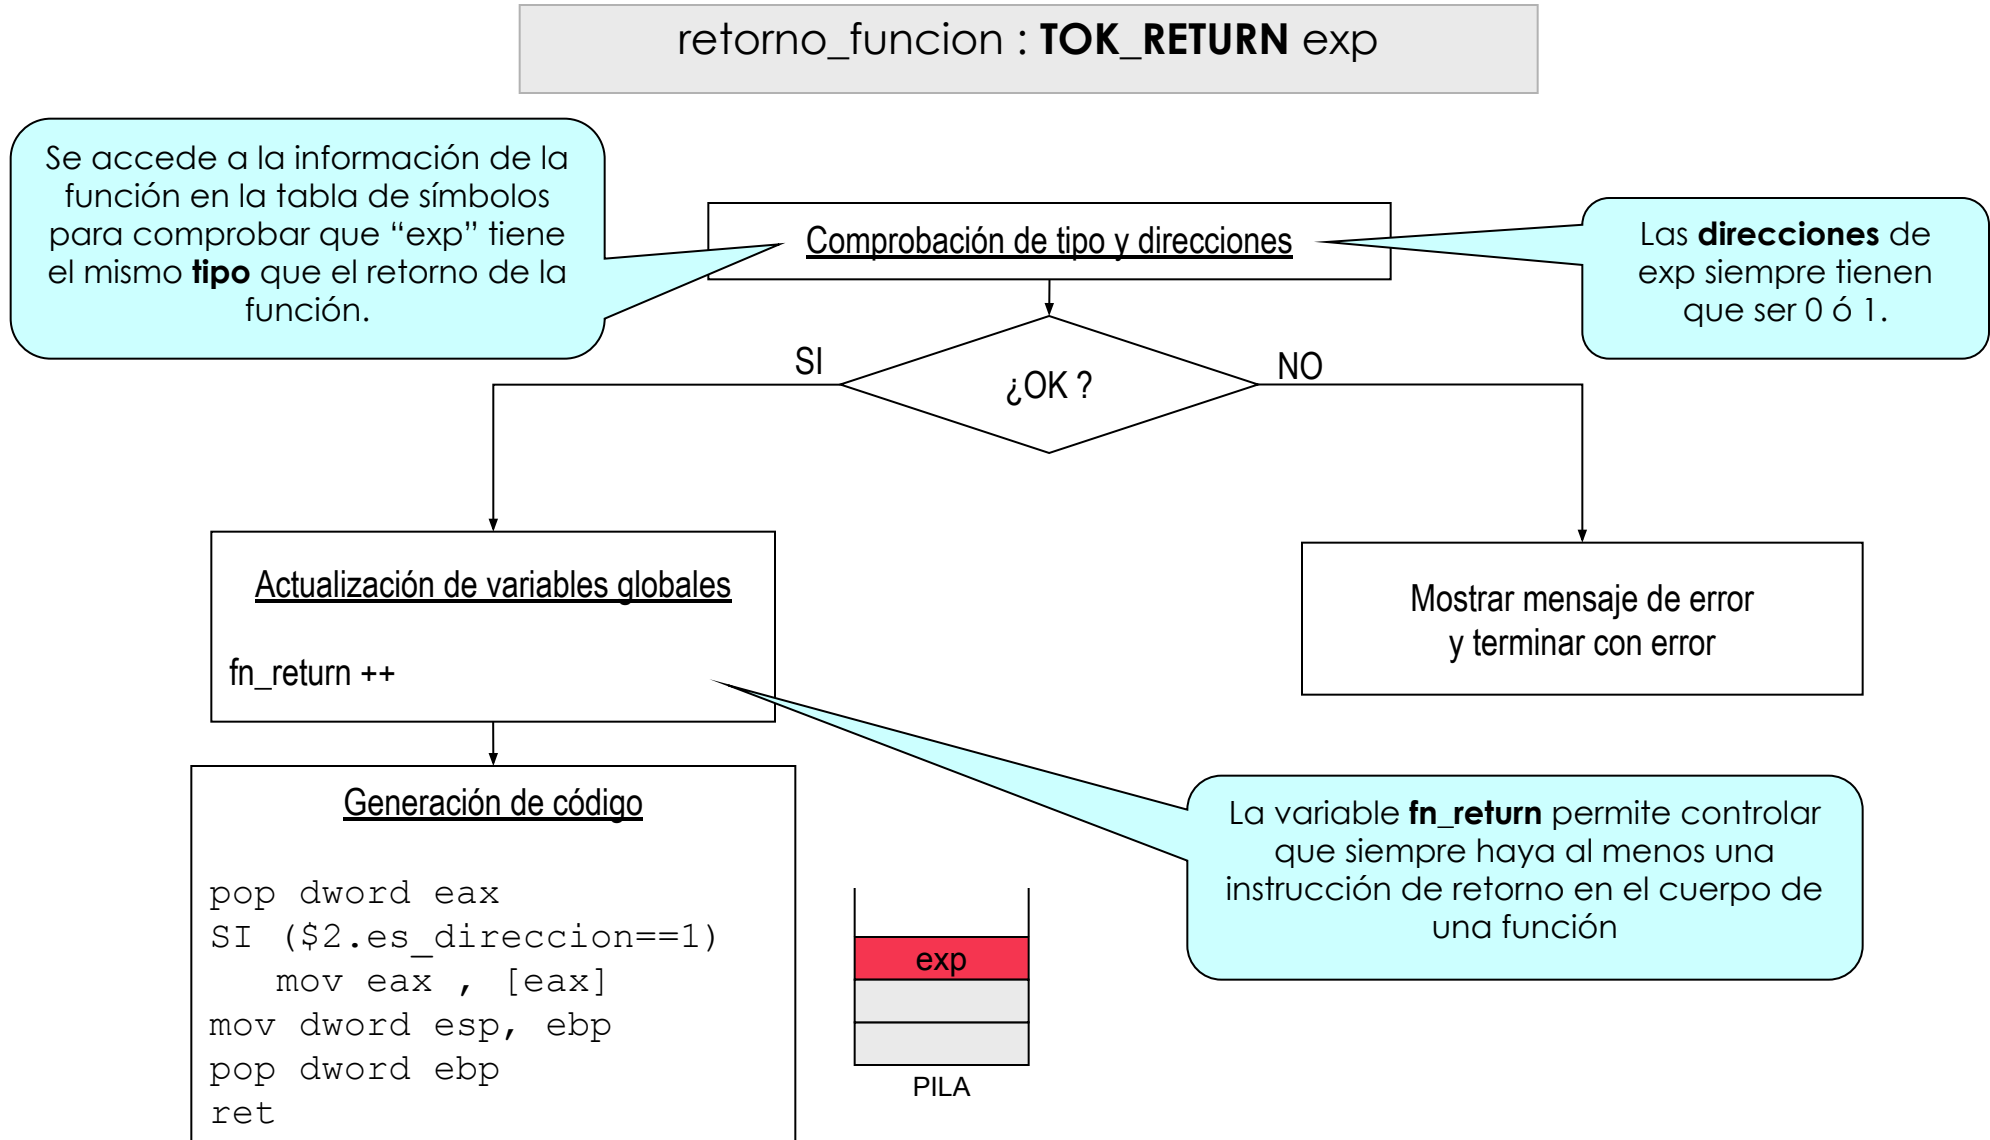 retorno_funcion : TOK_RETURN exp
Se accede a la información de la
función en la tabla de símbolos
para comprobar que “exp” tiene
el mismo tipo que el retorno de la
función.
Comprobación de tipo y direcciones
Las direcciones de
exp siempre tienen
que ser 0 ó 1.
SI
¿OK ?
NO
Actualización de variables globales
fn_return ++
Mostrar mensaje de error
y terminar con error
Generación de código
pop dword eax
SI ($2.es_direccion==1)
mov eax , [eax]
mov dword esp, ebp
pop dword ebp
ret
exp
PILA
La variable fn_return permite controlar
que siempre haya al menos una
instrucción de retorno en el cuerpo de
una función